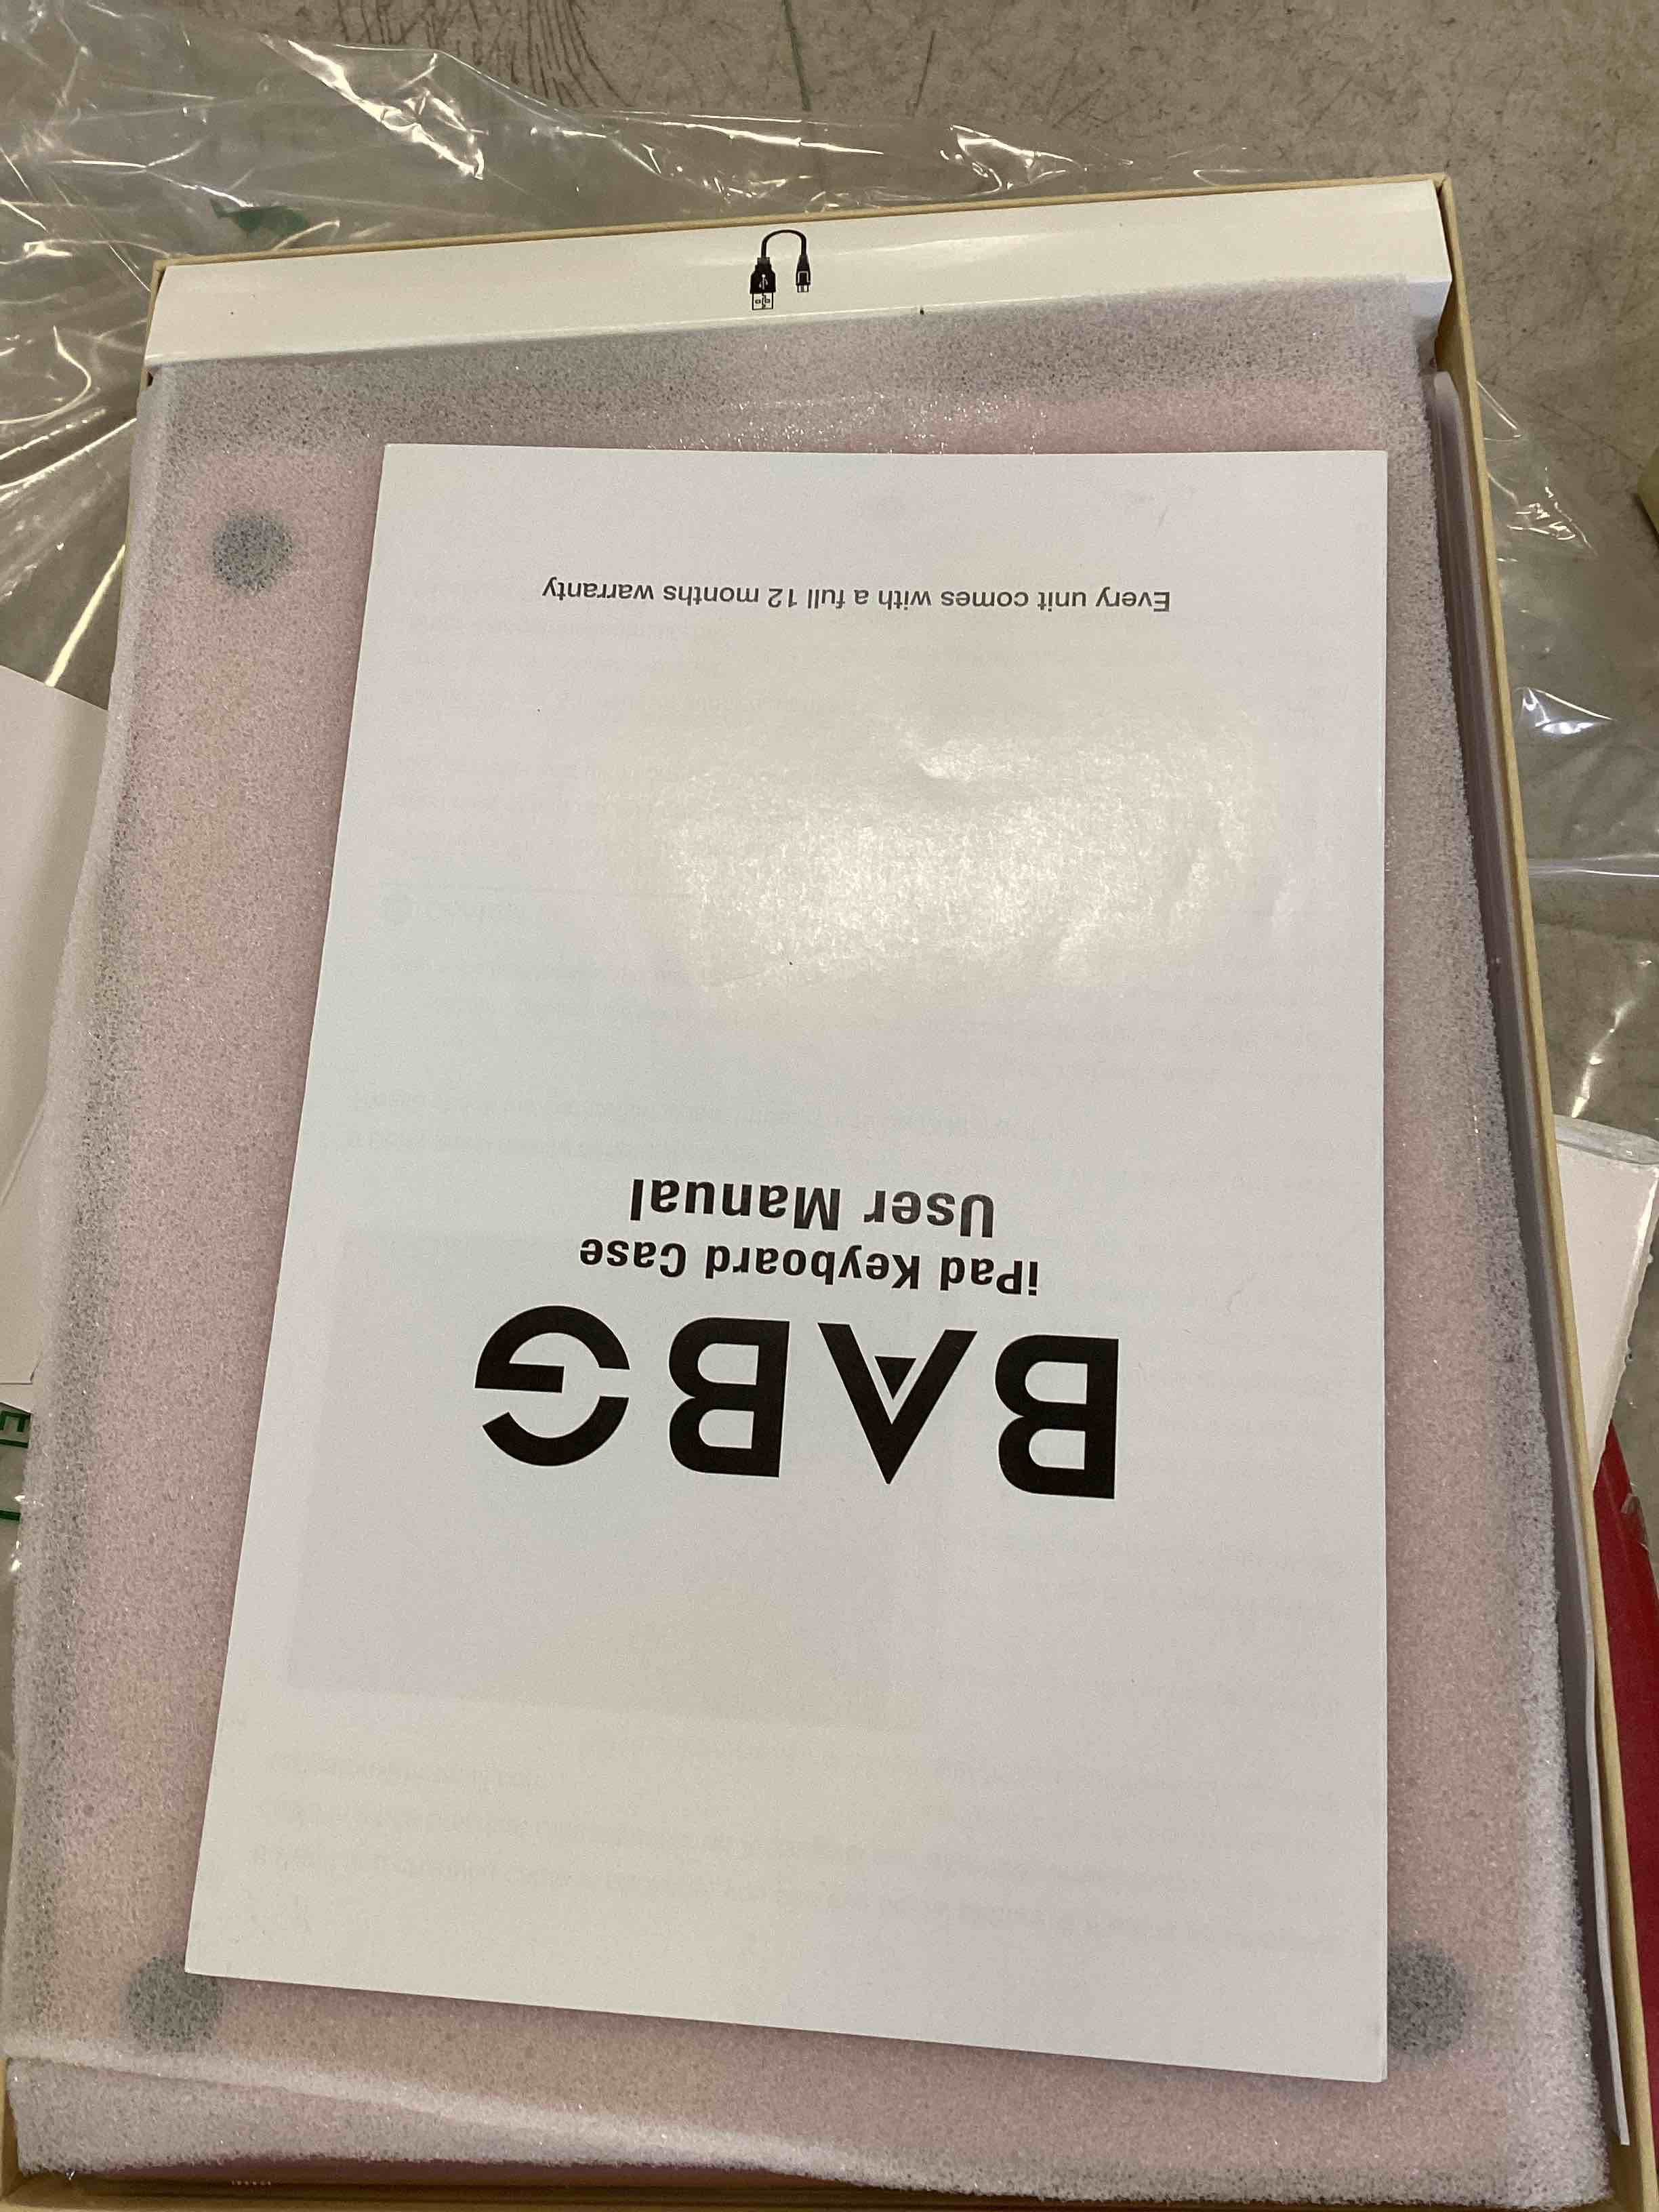 BABG
iPad Keyboard Case
User Manual
Every unit comes with a full 12 months warranty